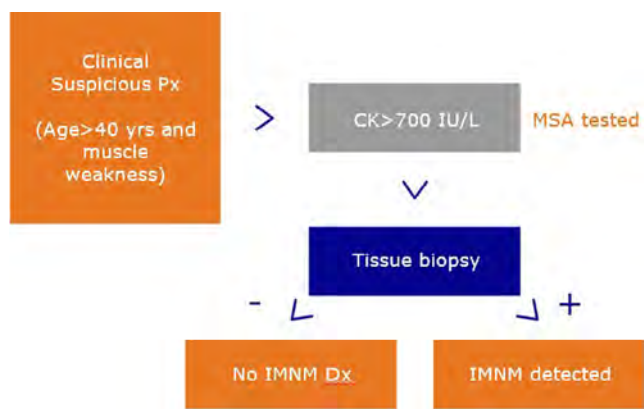 Clinical
Suspicious Px
(Age>40 yrs and
muscle
weakness)
>
CK>700 IU/L
MSA tested
Tissue biopsy
-
+
No IMNM Dx
IMNM detected